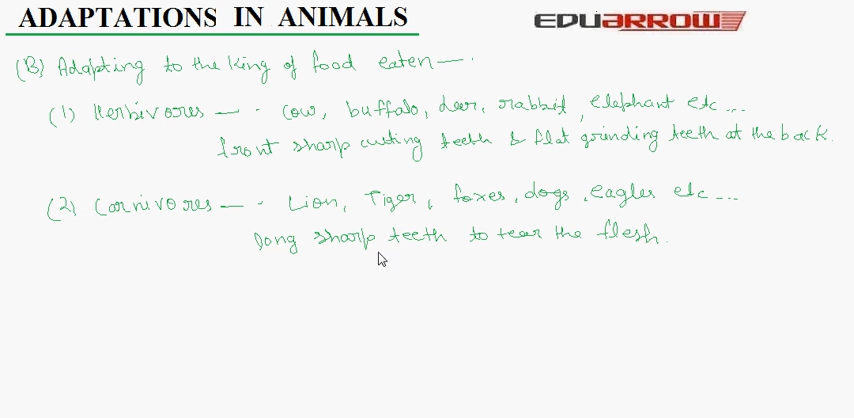 ADAPTATIONS IN ANIMALS
EDUARROW
(B) Adapting to the King of food eaten —.
(1) Herbivores — . Cow, buffalo, deer, rabbit, elephant etc ...
front sharp cutting teeth & flat grinding teeth at the back.
(2) Carnivores — . Lion, Tiger, foxes, dogs, eagles etc ...
long sharp teeth to tear the flesh.